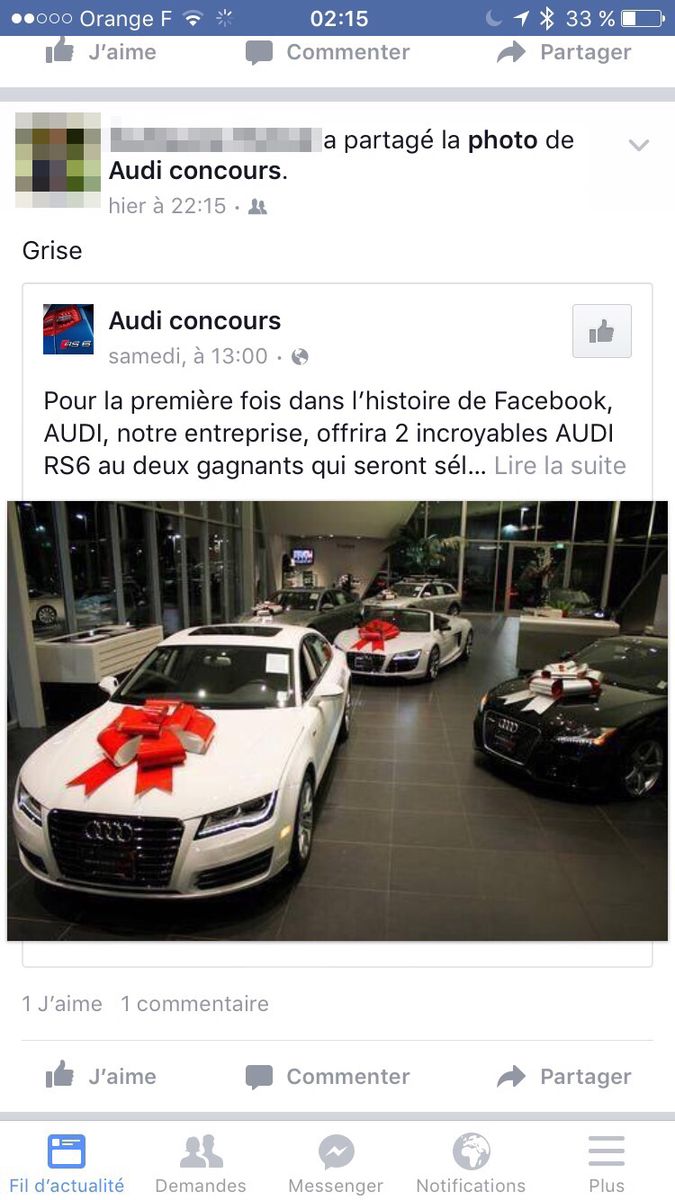 Orange F 02:15 33 %
J’aime Commenter Partager
a partagé la photo de
Audi concours.
hier à 22:15 ·
Grise
Audi concours
samedi, à 13:00 ·
Pour la première fois dans l’histoire de Facebook,
AUDI, notre entreprise, offrira 2 incroyables AUDI
RS6 au deux gagnants qui seront sél... Lire la suite
1 J’aime 1 commentaire
J’aime Commenter Partager
Fil d’actualité Demandes Messenger Notifications Plus